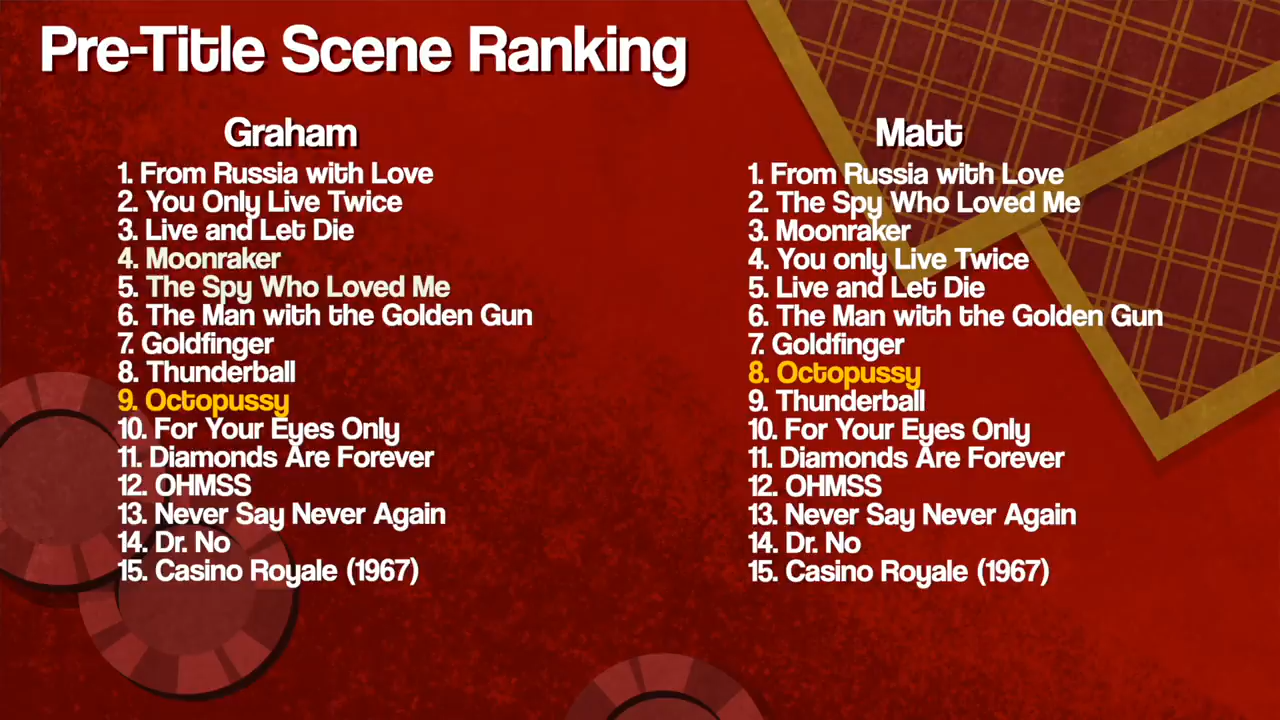 Pre-Title Scene Ranking
Graham
1. From Russia with Love
2. You Only Live Twice
3. Live and Let Die
4. Moonraker
5. The Spy Who Loved Me
6. The Man with the Golden Gun
7. Goldfinger
8. Thunderball
9. Octopussy
10. For Your Eyes Only
11. Diamonds Are Forever
12. OHMSS
13. Never Say Never Again
14. Dr. No
15. Casino Royale (1967)
Matt
1. From Russia with Love
2. The Spy Who Loved Me
3. Moonraker
4. You only Live Twice
5. Live and Let Die
6. The Man with the Golden Gun
7. Goldfinger
8. Octopussy
9. Thunderball
10. For Your Eyes Only
11. Diamonds Are Forever
12. OHMSS
13. Never Say Never Again
14. Dr. No
15. Casino Royale (1967)